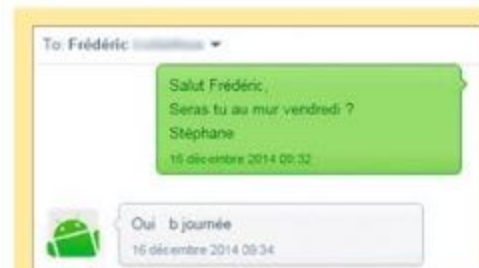 To: Frédéric
Salut Frédéric,
Seras tu au mur vendredi ?
Stéphane
16 décembre 2014 09:32
Oui b journée
16 décembre 2014 09:34